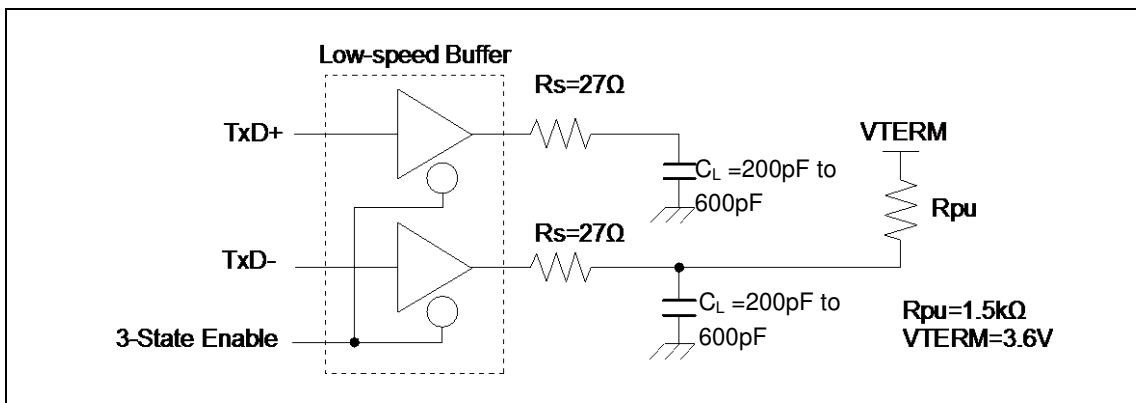 Low-speed Buffer
Rs=27Ω
TxD+
VTERM
CL =200pF to
600pF
Rpu
Rs=27Ω
TxD-
CL =200pF to
600pF
Rpu=1.5kΩ
VTERM=3.6V
3-State Enable